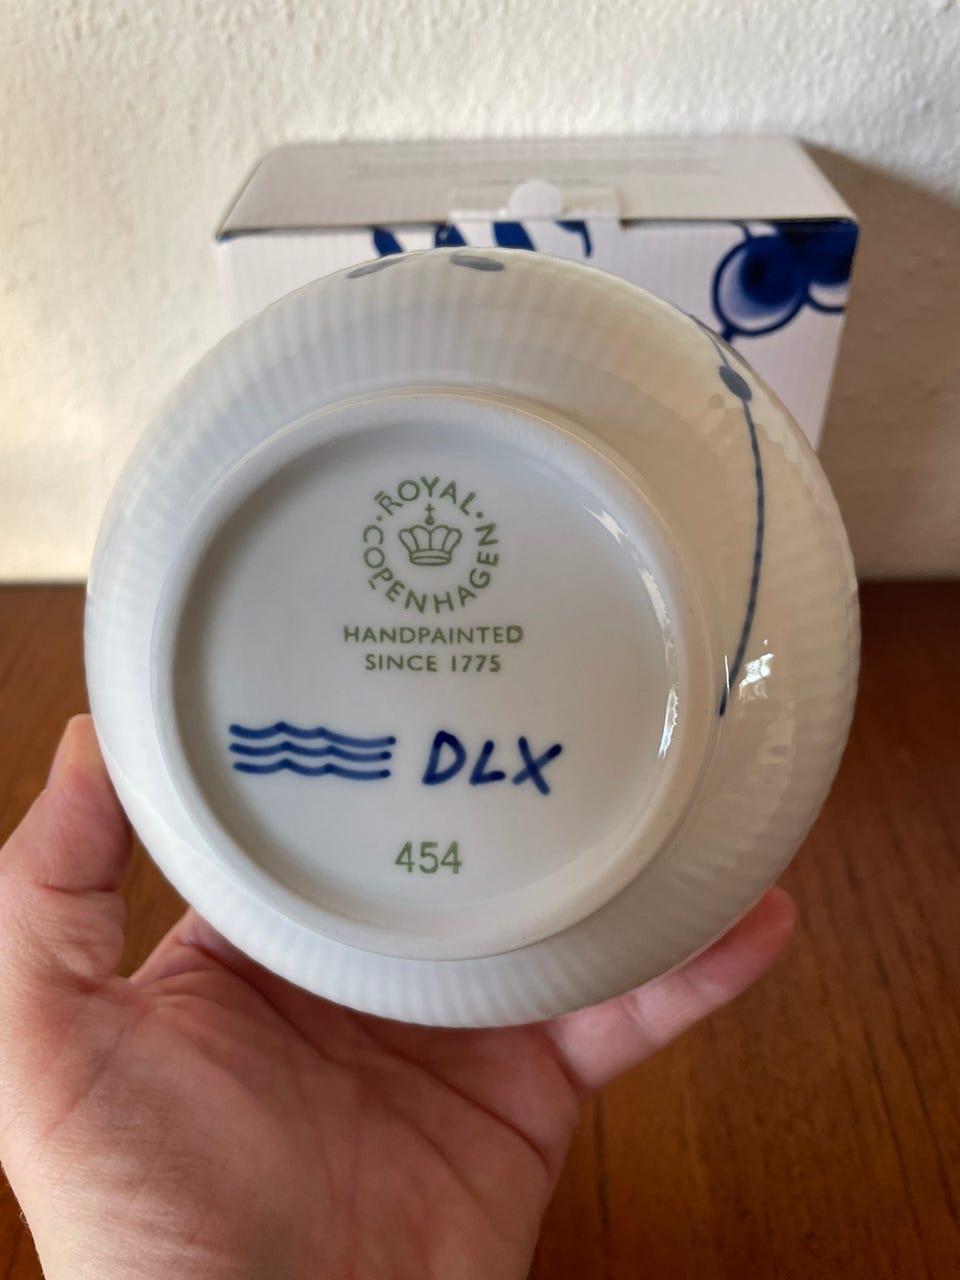 ROYAL · COPENHAGEN ·
HANDPAINTED
SINCE 1775
DLX
454